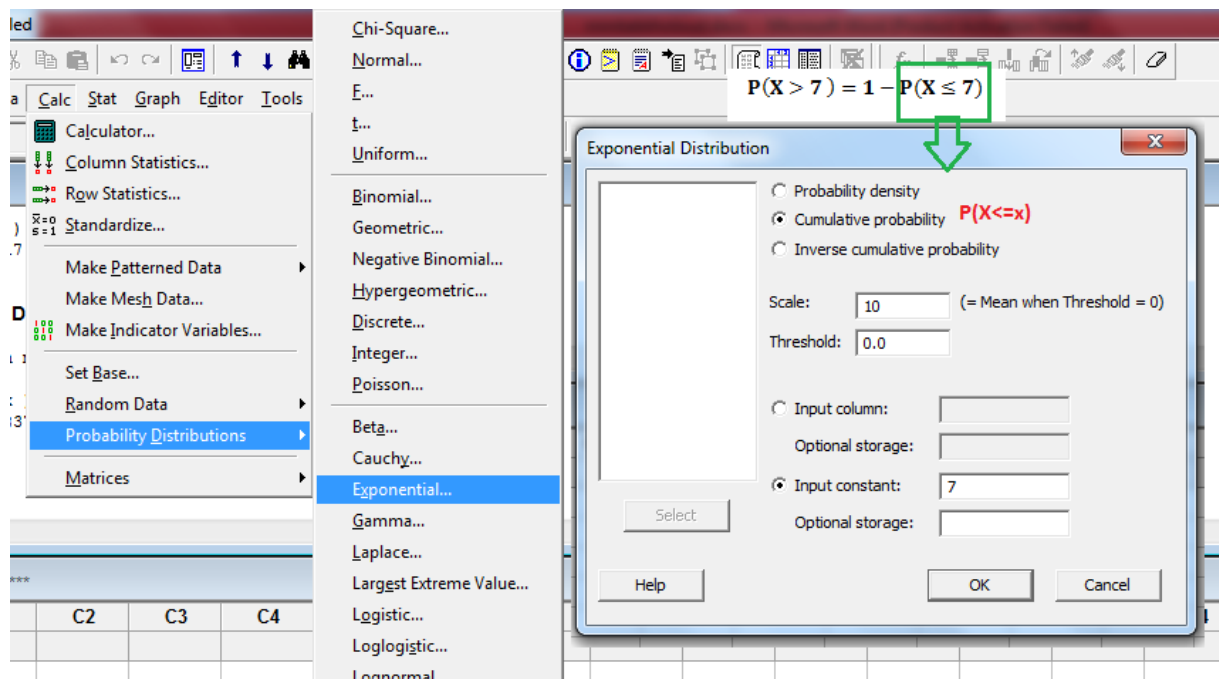 led
a Calc Stat Graph Editor Tools
Calculator...
Column Statistics...
Row Statistics...
x̄=0
s=1 Standardize...
)
.7
Make Patterned Data
Make Mesh Data...
D
Make Indicator Variables...
Set Base...
Random Data
Probability Distributions
Matrices
***
C2 C3 C4
Chi-Square...
Normal...
F...
t...
Uniform...
Binomial...
Geometric...
Negative Binomial...
Hypergeometric...
Discrete...
Integer...
Poisson...
Beta...
Cauchy...
Exponential...
Gamma...
Laplace...
Largest Extreme Value...
Logistic...
Loglogistic...
Lognormal
P(X > 7 ) = 1 − P(X ≤ 7)
Exponential Distribution
Probability density
Cumulative probability P(X<=x)
Inverse cumulative probability
Scale: 10 (= Mean when Threshold = 0)
Threshold: 0.0
Input column:
Optional storage:
Input constant: 7
Optional storage:
Select
Help OK Cancel